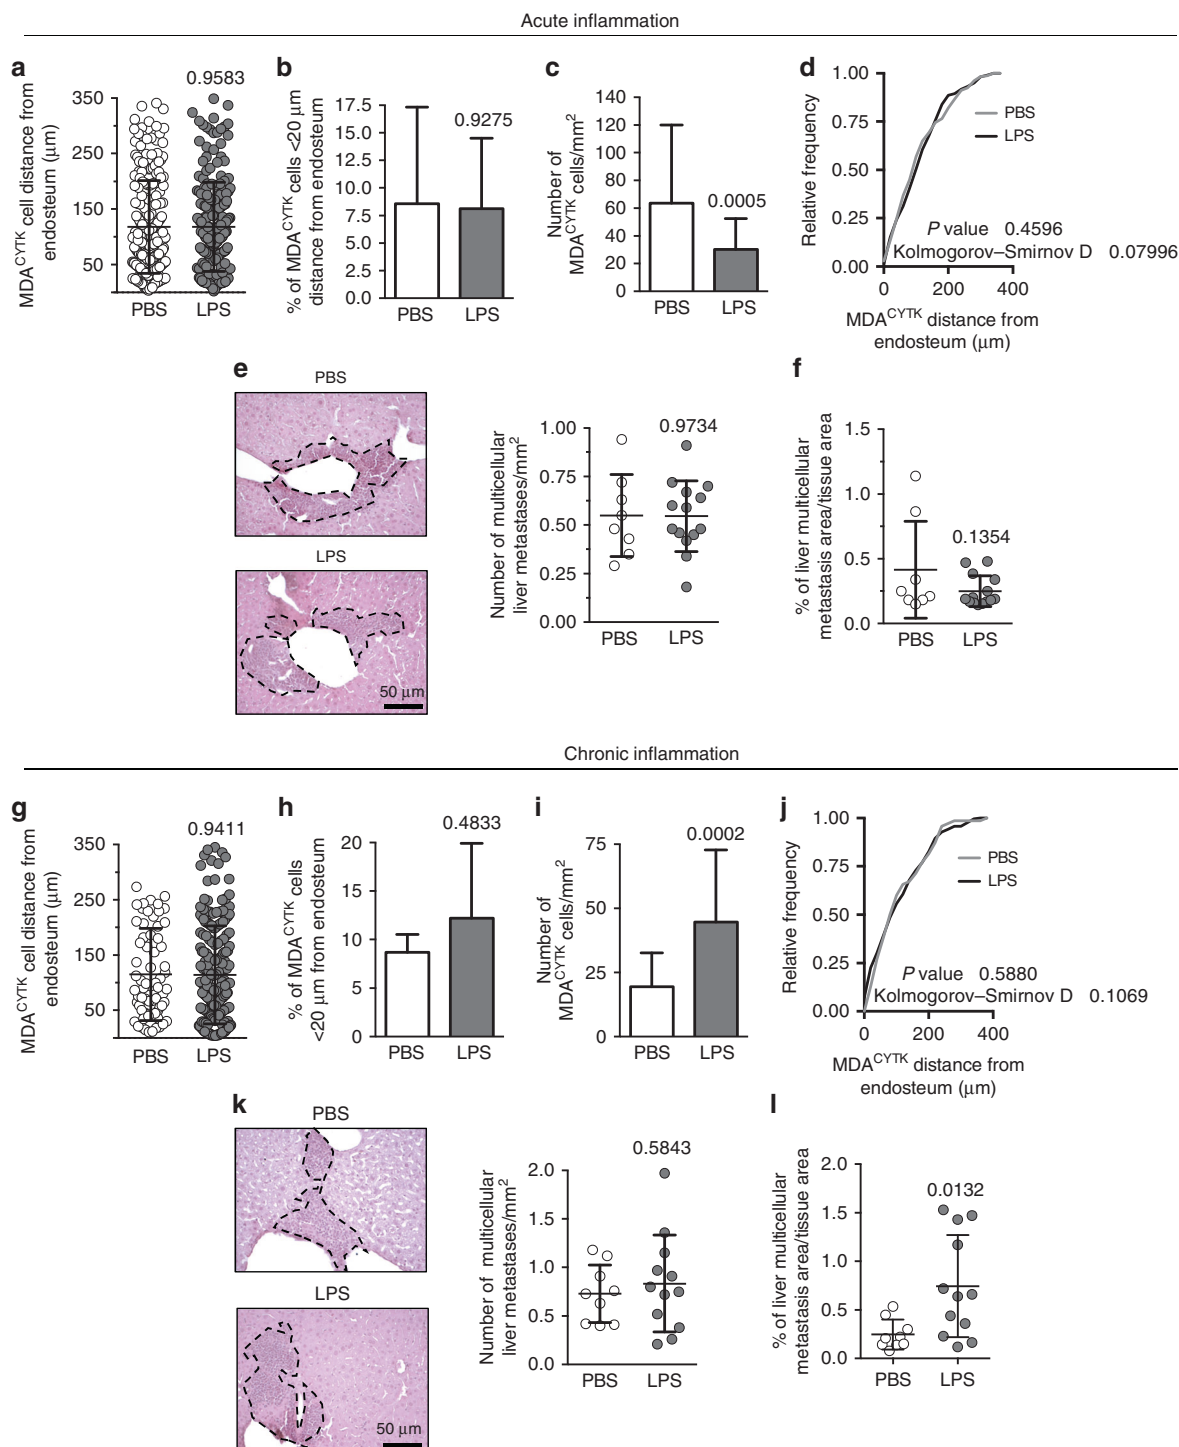 Acute inflammation
a
MDA^CYTK cell distance from
endosteum (μm)
350
250
150
50
0.9583
PBS
LPS
b
% of MDA^CYTK cells <20 μm
distance from endosteum
17.5
15.0
12.5
10.0
7.5
5.0
2.5
0.0
0.9275
PBS
LPS
c
Number of
MDA^CYTK cells/mm²
140
120
100
80
60
40
20
0
0.0005
PBS
LPS
d
Relative frequency
1.00
0.75
0.50
0.25
0.00
PBS
LPS
P value 0.4596
Kolmogorov–Smirnov D 0.07996
0
200
400
MDA^CYTK distance from
endosteum (μm)
e
PBS
LPS
50 μm
Number of multicellular
liver metastases/mm²
1.00
0.75
0.50
0.25
0.00
0.9734
PBS
LPS
f
% of liver multicellular
metastasis area/tissue area
1.5
1.0
0.5
0.0
0.1354
PBS
LPS
Chronic inflammation
g
MDA^CYTK cell distance from
endosteum (μm)
350
250
150
50
0.9411
PBS
LPS
h
% of MDA^CYTK cells
<20 μm from endosteum
20
15
10
5
0
0.4833
PBS
LPS
i
Number of
MDA^CYTK cells/mm²
75
50
25
0
0.0002
PBS
LPS
j
Relative frequency
1.00
0.75
0.50
0.25
0.00
PBS
LPS
P value 0.5880
Kolmogorov–Smirnov D 0.1069
0
200
400
MDA^CYTK distance from
endosteum (μm)
k
PBS
LPS
50 μm
Number of multicellular
liver metastases/mm²
2.0
1.5
1.0
0.5
0.0
0.5843
PBS
LPS
l
% of liver multicellular
metastasis area/tissue area
2.0
1.5
1.0
0.5
0.0
0.0132
PBS
LPS